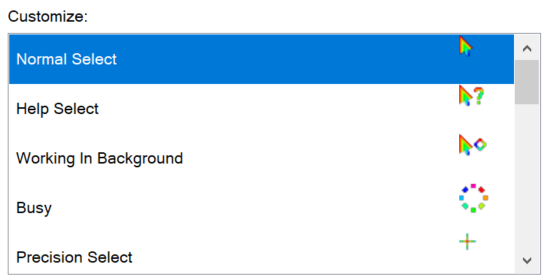 Customize:
Normal Select
Help Select
Working In Background
Busy
Precision Select